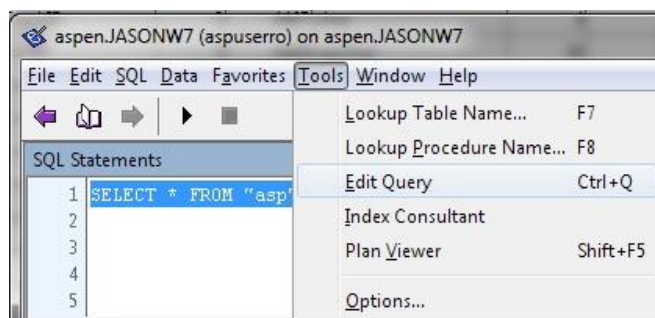 aspen.JASONW7 (aspuserro) on aspen.JASONW7
File Edit SQL Data Favorites Tools Window Help
Lookup Table Name... F7
Lookup Procedure Name... F8
SQL Statements
Edit Query Ctrl+Q
1 SELECT * FROM "asp"
Index Consultant
2
3
Plan Viewer Shift+F5
4
5
Options...